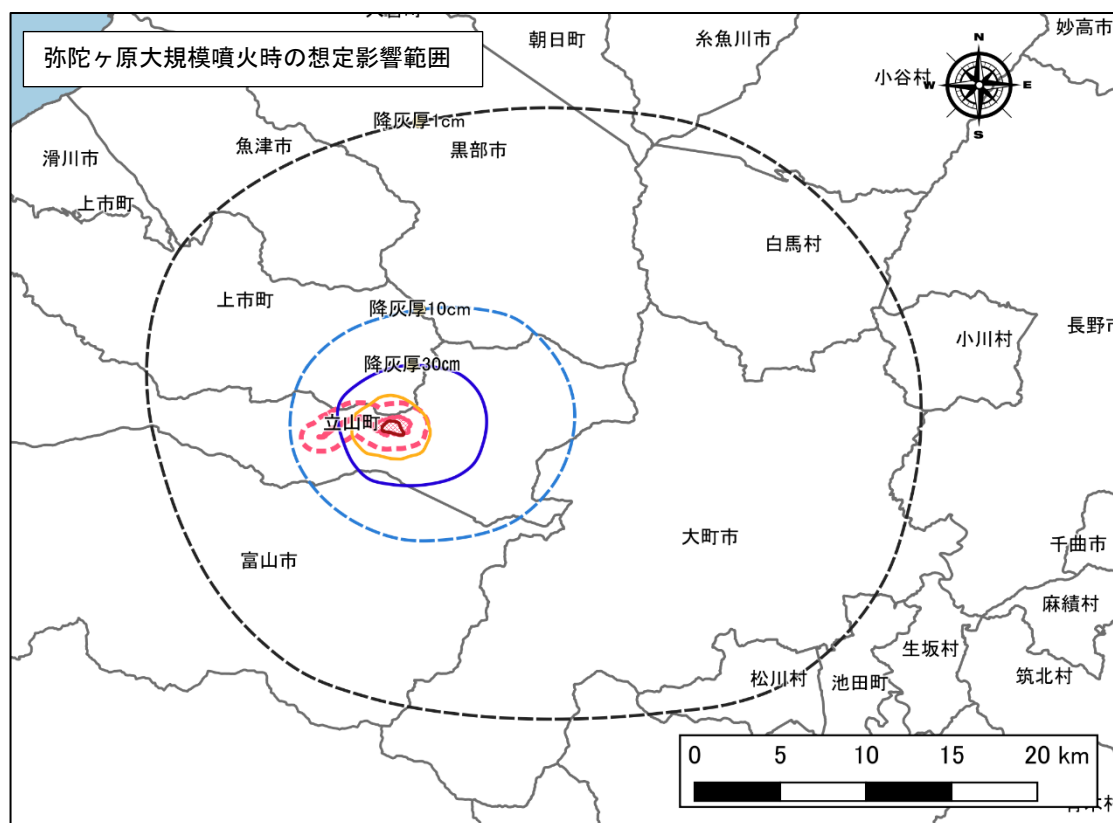 弥陀ヶ原大規模噴火時の想定影響範囲
朝日町
糸魚川市
妙高市
小谷村
N
W
E
S
降灰厚1cm
滑川市
魚津市
黒部市
上市町
白馬村
上市町
降灰厚10cm
小川村
長野市
降灰厚30cm
立山町
大町市
富山市
千曲市
麻績村
生坂村
松川村
池田町
筑北村
0 5 10 15 20 km